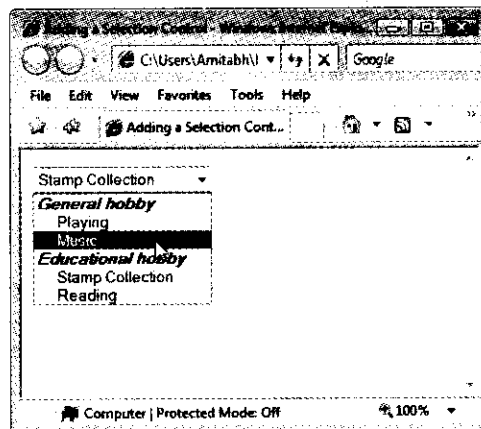 Adding a Selection Control - Windows Internet Explo...
C:\Users\Amitabh\
Google
File Edit View Favorites Tools Help
Adding a Selection Cont...
Stamp Collection
General hobby
Playing
Music
Educational hobby
Stamp Collection
Reading
Computer | Protected Mode: Off
100%